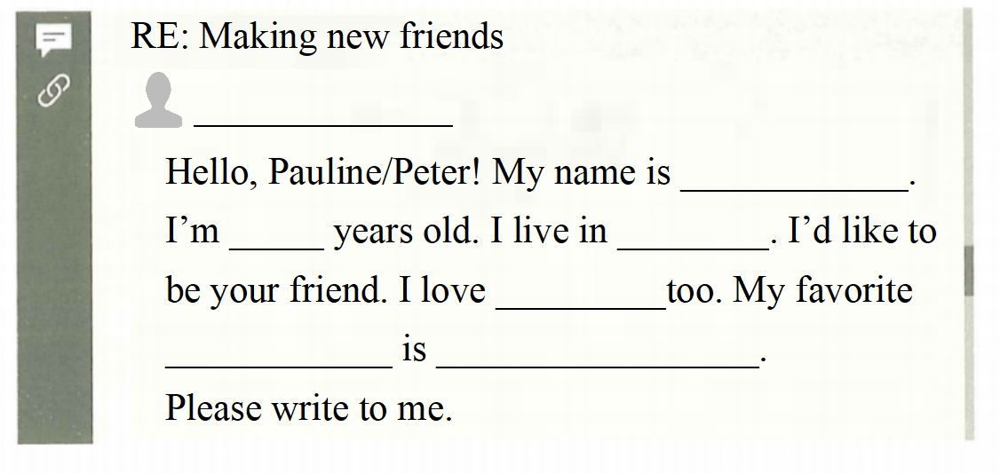 RE: Making new friends
____________
Hello, Pauline/Peter! My name is ____________.
I’m _____ years old. I live in ________. I’d like to
be your friend. I love _________too. My favorite
____________ is _________________.
Please write to me.